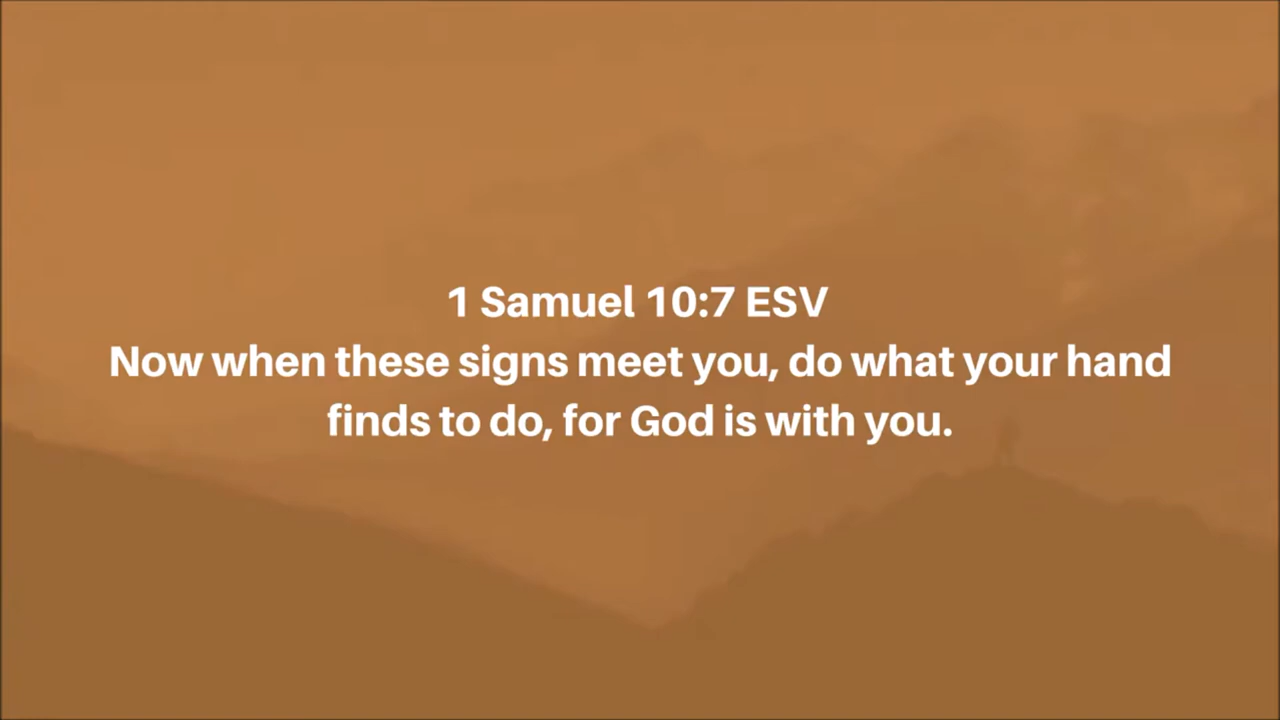 1 Samuel 10:7 ESV
Now when these signs meet you, do what your hand
finds to do, for God is with you.